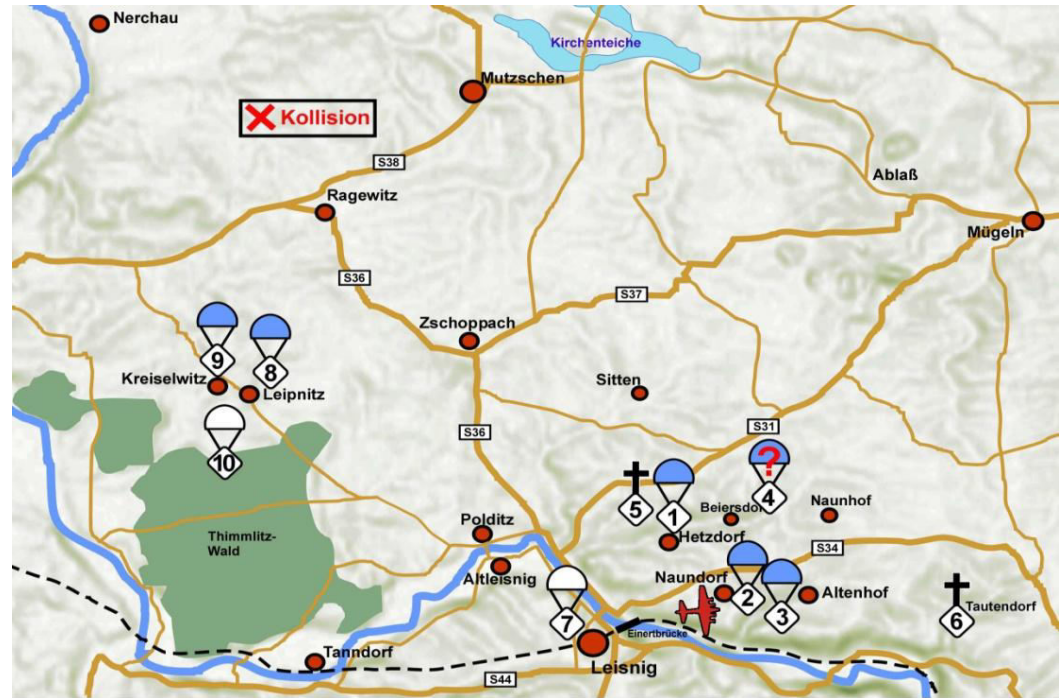 Nerchau
Kirchenteiche
Mutzschen
Kollision
S38
Ablaß
Ragewitz
Mügeln
S36
S37
Zschoppach
9
8
Kreiselwitz
Leipnitz
Sitten
10
S36
S31
?
4
5
1
Beiersdorf
Naunhof
Polditz
Hetzdorf
Thimmlitz-
Wald
S34
Altleisnig
Naundorf
2
3
Altenhof
7
6
Tautendorf
Einertbrücke
Tanndorf
Leisnig
S44